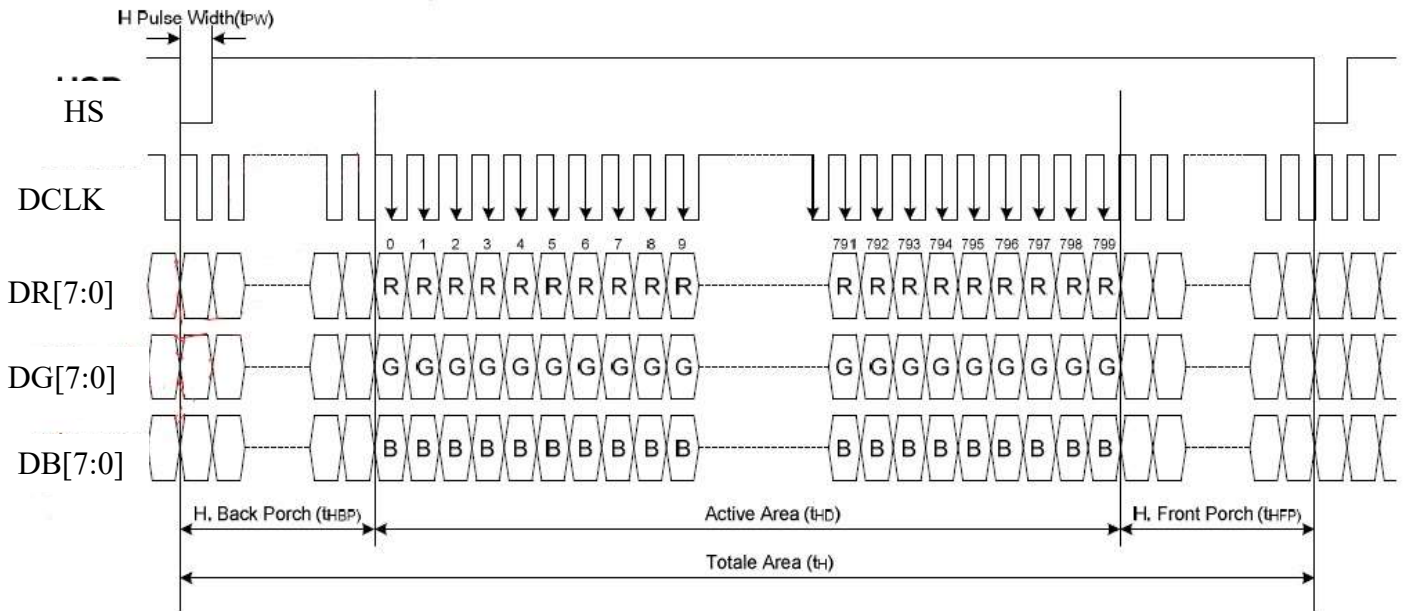 H Pulse Width(tPW)
HS
DCLK
0 1 2 3 4 5 6 7 8 9 791 792 793 794 795 796 797 798 799
DR[7:0] R R R R R R R R R R R R R R R R R R R
DG[7:0] G G G G G G G G G G G G G G G G G G G
DB[7:0] B B B B B B B B B B B B B B B B B B B
H. Back Porch (tHBP) Active Area (tHD) H. Front Porch (tHFP)
Totale Area (tH)